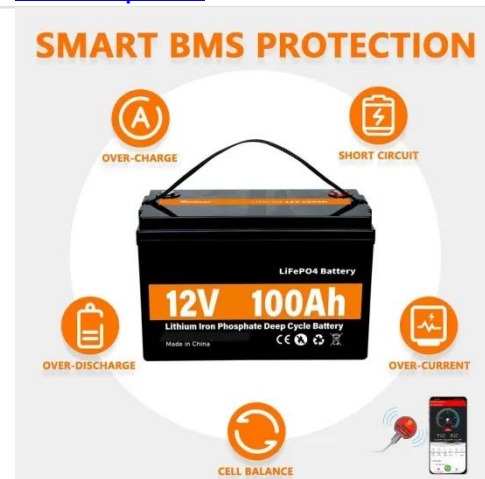 SMART BMS PROTECTION
OVER-CHARGE
SHORT CIRCUIT
LiFePO4 Battery
12V 100Ah
Lithium Iron Phosphate Deep Cycle Battery
Made in China
CE
OVER-DISCHARGE
OVER-CURRENT
CELL BALANCE